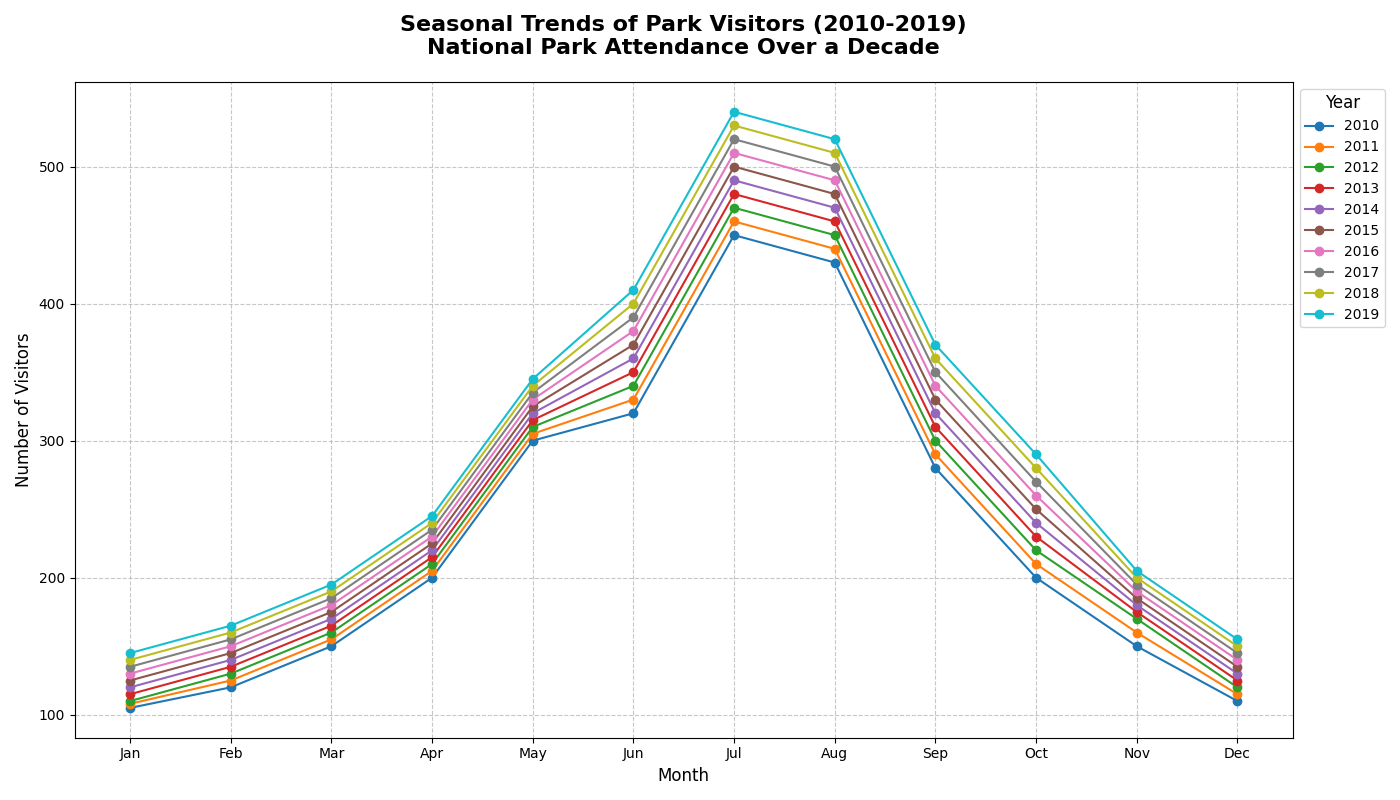 Seasonal Trends of Park Visitors (2010-2019)
National Park Attendance Over a Decade
Number of Visitors
500
400
300
200
100
Jan Feb Mar Apr May Jun Jul Aug Sep Oct Nov Dec
Month
Year
2010
2011
2012
2013
2014
2015
2016
2017
2018
2019